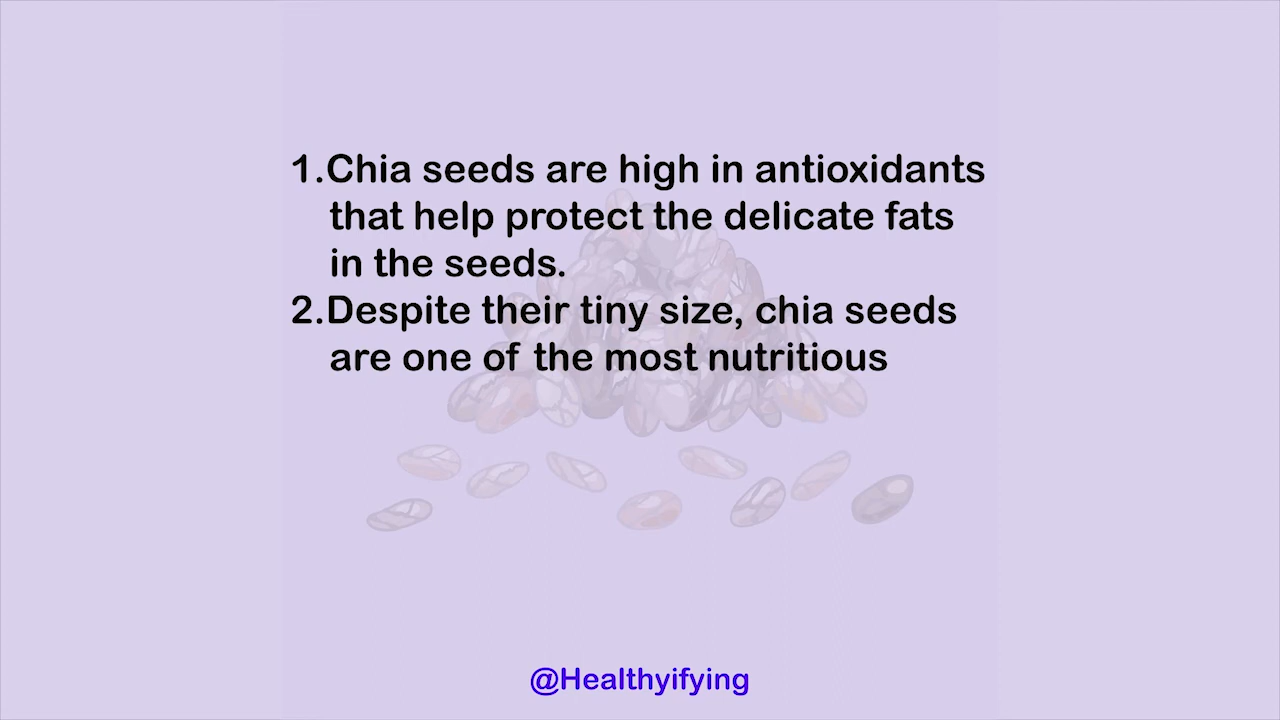 1.Chia seeds are high in antioxidants
that help protect the delicate fats
in the seeds.
2.Despite their tiny size, chia seeds
are one of the most nutritious
@Healthyifying